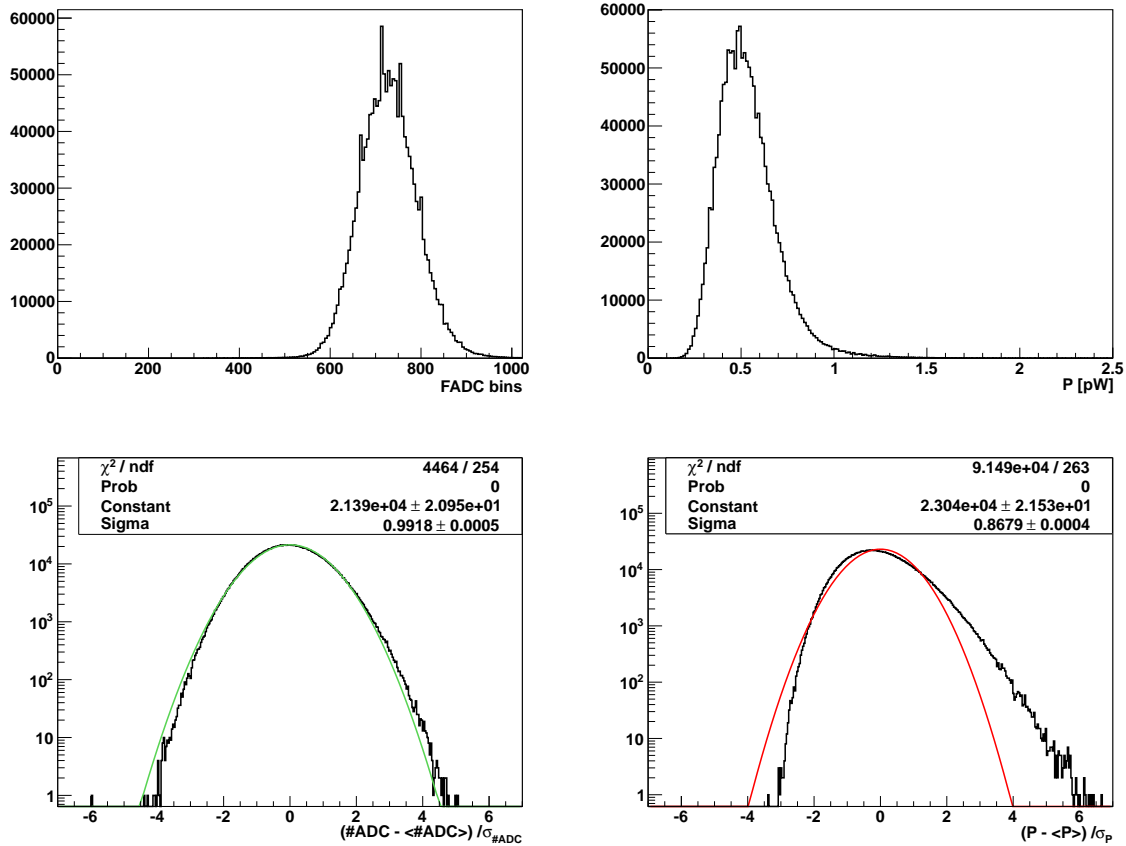 60000
50000
40000
30000
20000
10000
0
0 200 400 600 800 1000
FADC bins
60000
50000
40000
30000
20000
10000
0
0 0.5 1 1.5 2 2.5
P [pW]
χ² / ndf 4464 / 254
Prob 0
Constant 2.139e+04 ± 2.095e+01
Sigma 0.9918 ± 0.0005
10⁵
10⁴
10³
10²
10
1
-6 -4 -2 0 2 4 6
(#ADC - <#ADC>) /σ#ADC
χ² / ndf 9.149e+04 / 263
Prob 0
Constant 2.304e+04 ± 2.153e+01
Sigma 0.8679 ± 0.0004
10⁵
10⁴
10³
10²
10
1
-6 -4 -2 0 2 4 6
(P - <P>) /σP